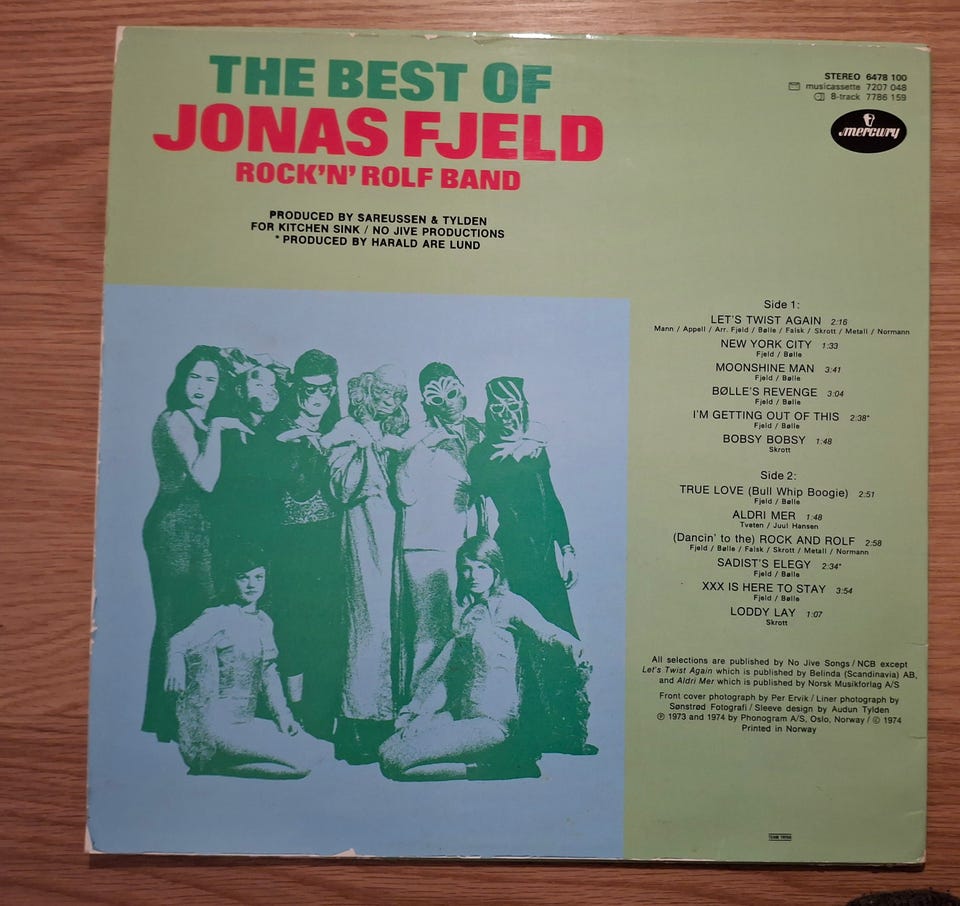 THE BEST OF
JONAS FJELD
ROCK'N' ROLF BAND
PRODUCED BY SAREUSSEN & TYLDEN
FOR KITCHEN SINK / NO JIVE PRODUCTIONS
* PRODUCED BY HARALD ARE LUND
STEREO 6478 100
musicassette 7207 048
8-track 7786 159
mercury
Side 1:
LET'S TWIST AGAIN 2:16
Mann / Appell / Arr. Fjeld / Bølle / Falsk / Skrott / Metall / Normann
NEW YORK CITY 1:33
Fjeld / Bølle
MOONSHINE MAN 3:41
Fjeld / Bølle
BØLLE'S REVENGE 3:04
Fjeld / Bølle
I'M GETTING OUT OF THIS 2:38*
Fjeld / Bølle
BOBSY BOBSY 1:48
Skrott
Side 2:
TRUE LOVE (Bull Whip Boogie) 2:51
Fjeld / Bølle
ALDRI MER 1:48
Tveten / Juul Hansen
(Dancin' to the) ROCK AND ROLF 2:58
Fjeld / Bølle / Falsk / Skrott / Metall / Normann
SADIST'S ELEGY 2:34*
Fjeld / Bølle
XXX IS HERE TO STAY 3:54
Fjeld / Bølle
LODDY LAY 1:07
Skrott
All selections are published by No Jive Songs / NCB except
Let's Twist Again which is published by Belinda (Scandinavia) AB,
and Aldri Mer which is published by Norsk Musikforlag A/S
Front cover photograph by Per Ervik / Liner photograph by
Sønstrød Fotografi / Sleeve design by Audun Tylden
℗ 1973 and 1974 by Phonogram A/S, Oslo, Norway / © 1974
Printed in Norway